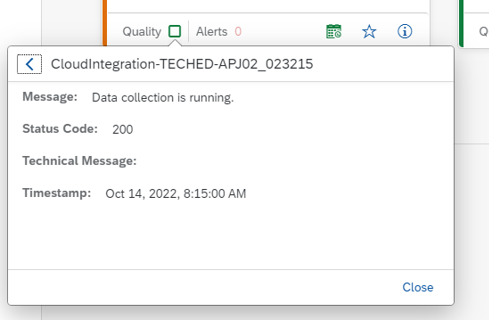 Quality Alerts 0
Q
CloudIntegration-TECHED-APJ02_023215
Message: Data collection is running.
Status Code: 200
Technical Message:
Timestamp: Oct 14, 2022, 8:15:00 AM
Close